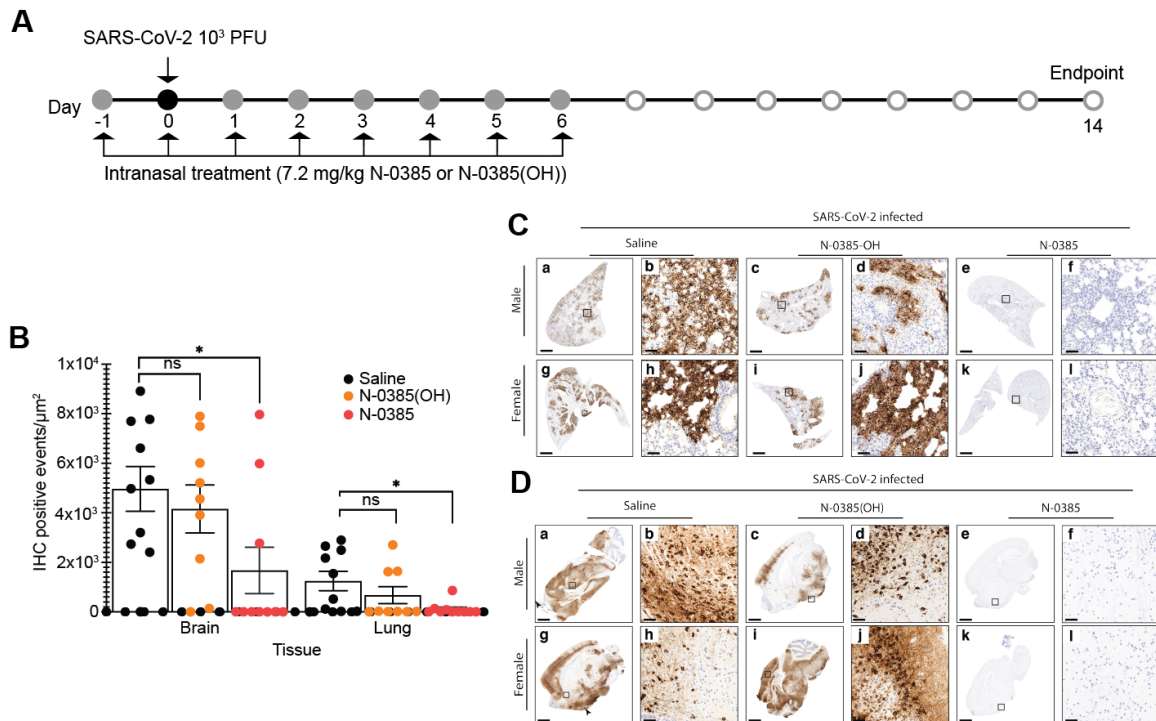 A
SARS-CoV-2 10³ PFU
Endpoint
Day
-1 0 1 2 3 4 5 6 14
Intranasal treatment (7.2 mg/kg N-0385 or N-0385(OH))
B
1x10⁴
8x10³
6x10³
4x10³
2x10³
0
IHC positive events/µm²
*
ns
*
ns
Saline
N-0385(OH)
N-0385
Brain Lung
Tissue
C
SARS-CoV-2 infected
Saline N-0385-OH N-0385
Male
a b c d e f
Female
g h i j k l
D
SARS-CoV-2 infected
Saline N-0385(OH) N-0385
Male
a b c d e f
Female
g h i j k l